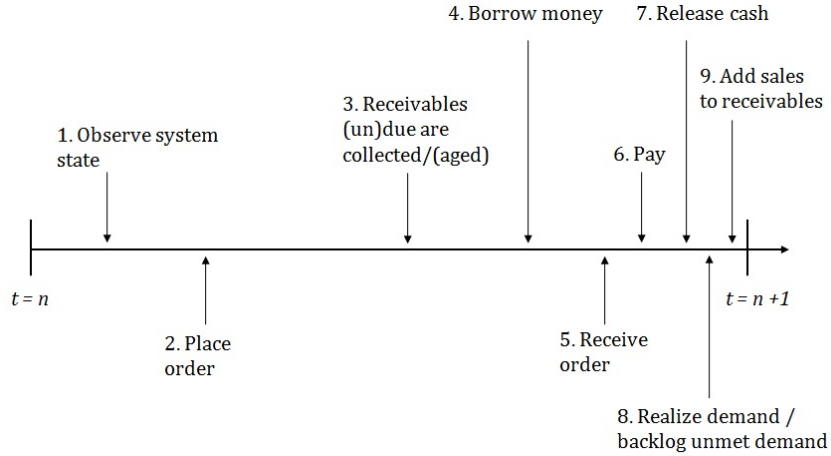 4. Borrow money
7. Release cash
9. Add sales
to receivables
3. Receivables
(un)due are
collected/(aged)
1. Observe system
state
6. Pay
t = n
t = n +1
2. Place
order
5. Receive
order
8. Realize demand /
backlog unmet demand